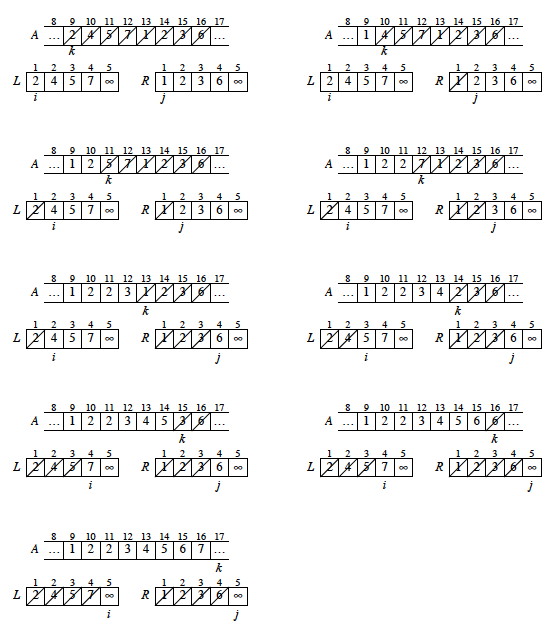 8 9 10 11 12 13 14 15 16 17
A … 2 4 5 7 1 2 3 6 …
k
1 2 3 4 5 1 2 3 4 5
L 2 4 5 7 ∞ R 1 2 3 6 ∞
i j
8 9 10 11 12 13 14 15 16 17
A … 1 4 5 7 1 2 3 6 …
k
1 2 3 4 5 1 2 3 4 5
L 2 4 5 7 ∞ R 1 2 3 6 ∞
i j
8 9 10 11 12 13 14 15 16 17
A … 1 2 5 7 1 2 3 6 …
k
1 2 3 4 5 1 2 3 4 5
L 2 4 5 7 ∞ R 1 2 3 6 ∞
i j
8 9 10 11 12 13 14 15 16 17
A … 1 2 2 7 1 2 3 6 …
k
1 2 3 4 5 1 2 3 4 5
L 2 4 5 7 ∞ R 1 2 3 6 ∞
i j
8 9 10 11 12 13 14 15 16 17
A … 1 2 2 3 1 2 3 6 …
k
1 2 3 4 5 1 2 3 4 5
L 2 4 5 7 ∞ R 1 2 3 6 ∞
i j
8 9 10 11 12 13 14 15 16 17
A … 1 2 2 3 4 2 3 6 …
k
1 2 3 4 5 1 2 3 4 5
L 2 4 5 7 ∞ R 1 2 3 6 ∞
i j
8 9 10 11 12 13 14 15 16 17
A … 1 2 2 3 4 5 3 6 …
k
1 2 3 4 5 1 2 3 4 5
L 2 4 5 7 ∞ R 1 2 3 6 ∞
i j
8 9 10 11 12 13 14 15 16 17
A … 1 2 2 3 4 5 6 6 …
k
1 2 3 4 5 1 2 3 4 5
L 2 4 5 7 ∞ R 1 2 3 6 ∞
i j
8 9 10 11 12 13 14 15 16 17
A … 1 2 2 3 4 5 6 7 …
k
1 2 3 4 5 1 2 3 4 5
L 2 4 5 7 ∞ R 1 2 3 6 ∞
i j